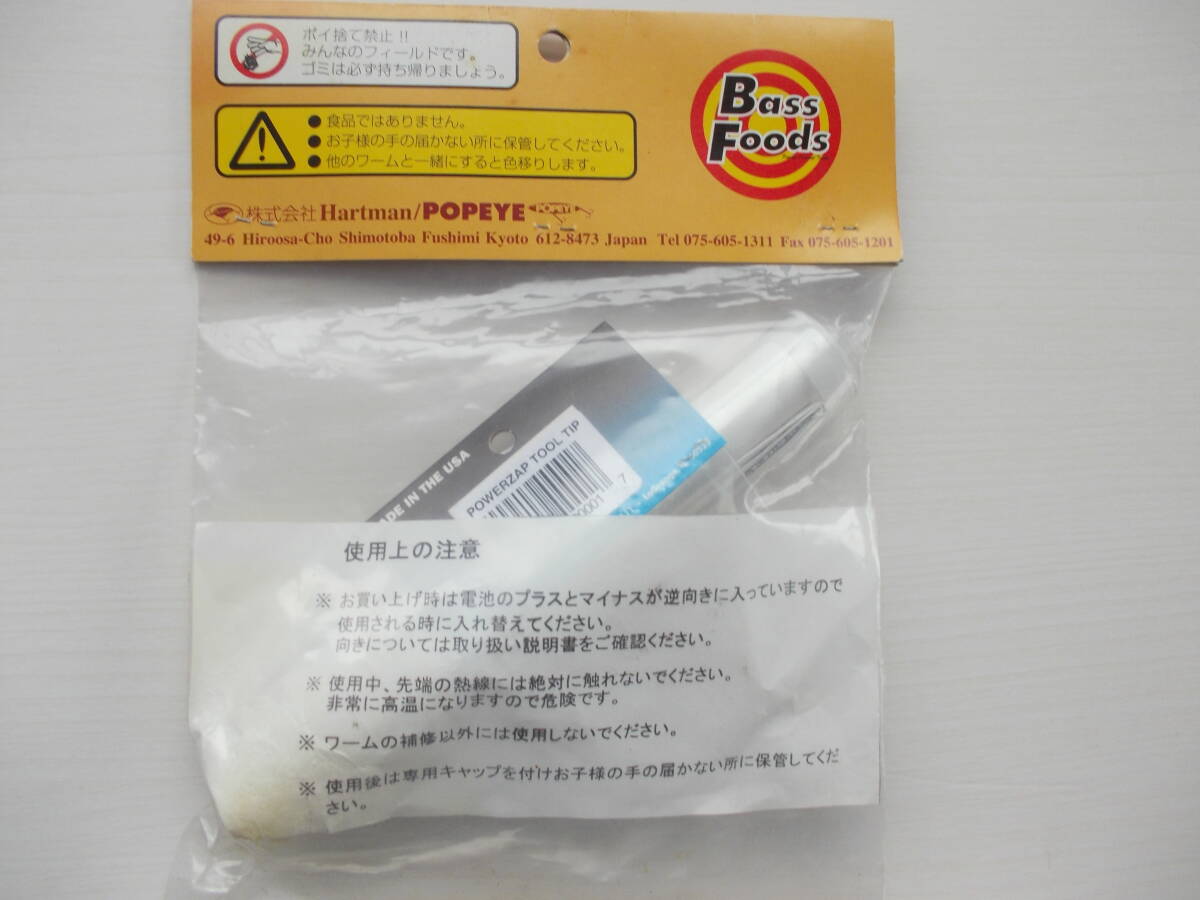 ポイ捨て禁止!!
みんなのフィールドです。
ゴミは必ず持ち帰りましょう。
●食品ではありません。
●お子様の手の届かない所に保管してください。
●他のワームと一緒にすると色移りします。
Bass
Foods
株式会社Hartman/POPEYE
49-6 Hiroosa-Cho Shimotoba Fushimi Kyoto 612-8473 Japan Tel 075-605-1311 Fax 075-605-1201
IN THE USA
POWERZAP TOOL TIP
7
使用上の注意
※ お買い上げ時は電池のプラスとマイナスが逆向きに入っていますので
使用される時に入れ替えてください。
向きについては取り扱い説明書をご確認ください。
※ 使用中、先端の熱線には絶対に触れないでください。
非常に高温になりますので危険です。
※ ワームの補修以外には使用しないでください。
※ 使用後は専用キャップを付けお子様の手の届かない所に保管してくだ
さい。